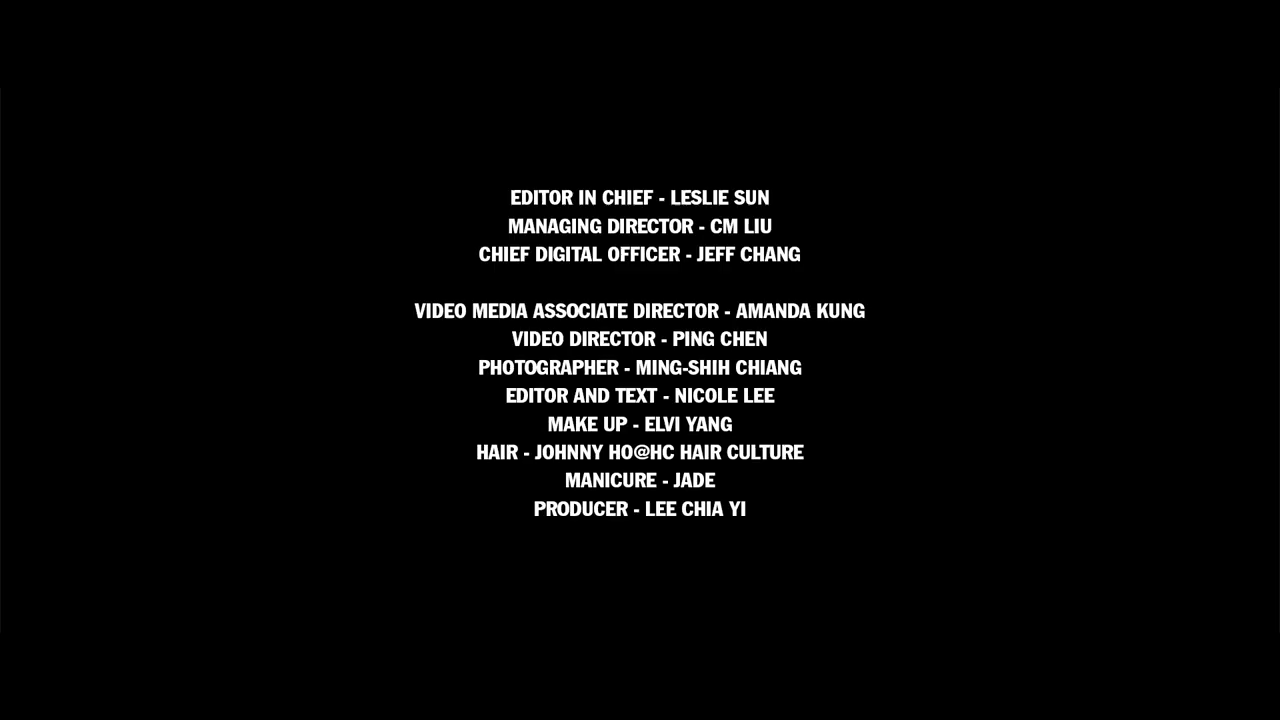 EDITOR IN CHIEF - LESLIE SUN
MANAGING DIRECTOR - CM LIU
CHIEF DIGITAL OFFICER - JEFF CHANG
VIDEO MEDIA ASSOCIATE DIRECTOR - AMANDA KUNG
VIDEO DIRECTOR - PING CHEN
PHOTOGRAPHER - MING-SHIH CHIANG
EDITOR AND TEXT - NICOLE LEE
MAKE UP - ELVI YANG
HAIR - JOHNNY HO@HC HAIR CULTURE
MANICURE - JADE
PRODUCER - LEE CHIA YI